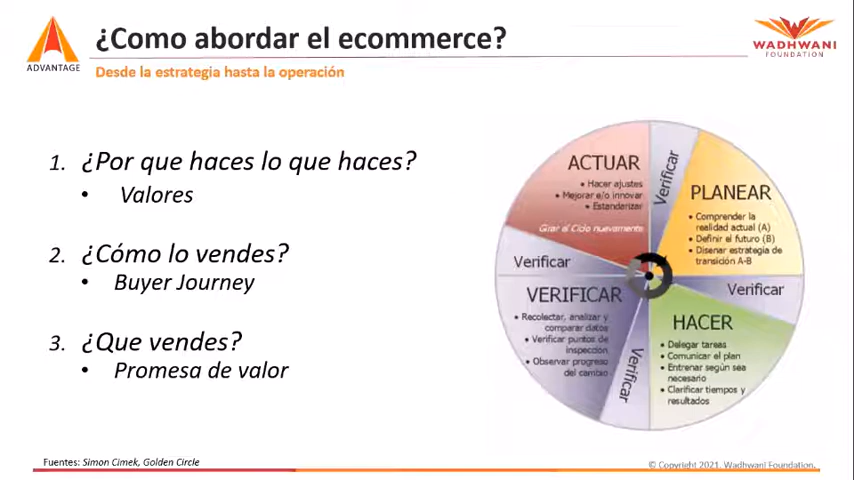 ¿Como abordar el ecommerce?
ADVANTAGE
Desde la estrategia hasta la operación
WADHWANI
FOUNDATION
1. ¿Por que haces lo que haces?
• Valores
2. ¿Cómo lo vendes?
• Buyer Journey
3. ¿Que vendes?
• Promesa de valor
ACTUAR
• Hacer ajustes
• Mejorar e/o innovar
• Estandarizar
Girar el Ciclo nuevamente
Verificar
PLANEAR
• Comprender la
realidad actual (A)
• Definir el futuro (B)
• Disenar estrategia de
transición A-B
Verificar
HACER
• Delegar tareas
• Comunicar el plan
• Entrenar según sea
necesario
• Clarificar tiempos y
resultados
Verificar
VERIFICAR
• Recolectar, analizar y
comparar datos
• Verificar puntos de
inspección
• Observar progreso
del cambio
Verificar
Fuentes: Simon Cimek, Golden Circle
© Copyright 2021. Wadhwani Foundation.